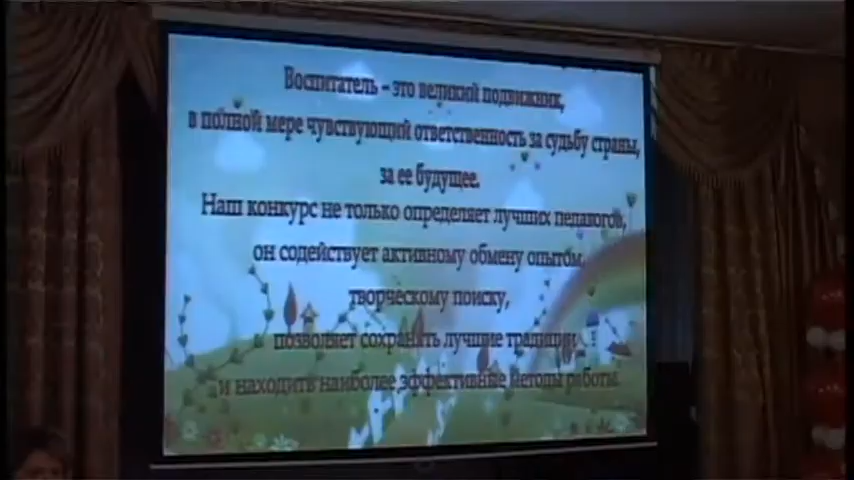 Воспитатель – это великий подвижник,
в полной мере чувствующий ответственность за судьбу страны,
за ее будущее.
Наш конкурс не только определяет лучших педагогов,
он содействует активному обмену опытом,
творческому поиску,
позволяет сохранять лучшие традиции
и находить наиболее эффективные методы работы.